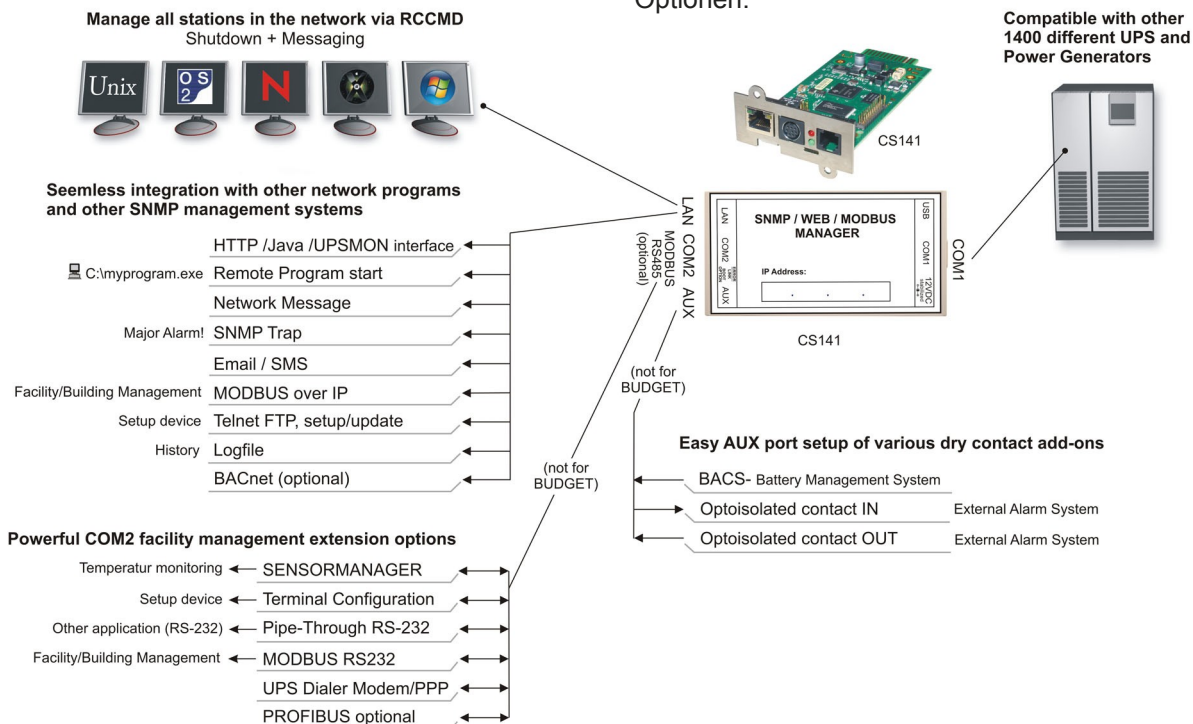 Optionen:
Manage all stations in the network via RCCMD
Shutdown + Messaging
Unix
OS
2
N
Compatible with other
1400 different UPS and
Power Generators
CS141
Seemless integration with other network programs
and other SNMP management systems
HTTP /Java /UPSMON interface
C:\myprogram.exe Remote Program start
Network Message
Major Alarm! SNMP Trap
Email / SMS
Facility/Building Management MODBUS over IP
Setup device Telnet FTP, setup/update
History Logfile
BACnet (optional)
LAN COM2 AUX
MODBUS
RS485
(optional)
LAN COM2 AUX
SNMP / WEB / MODBUS
MANAGER
IP Address:
. . .
USB COM1 12VDC
COM1
CS141
(not for
BUDGET)
(not for
BUDGET)
Easy AUX port setup of various dry contact add-ons
BACS- Battery Management System
Optoisolated contact IN External Alarm System
Optoisolated contact OUT External Alarm System
Powerful COM2 facility management extension options
Temperatur monitoring SENSORMANAGER
Setup device Terminal Configuration
Other application (RS-232) Pipe-Through RS-232
Facility/Building Management MODBUS RS232
UPS Dialer Modem/PPP
PROFIBUS optional